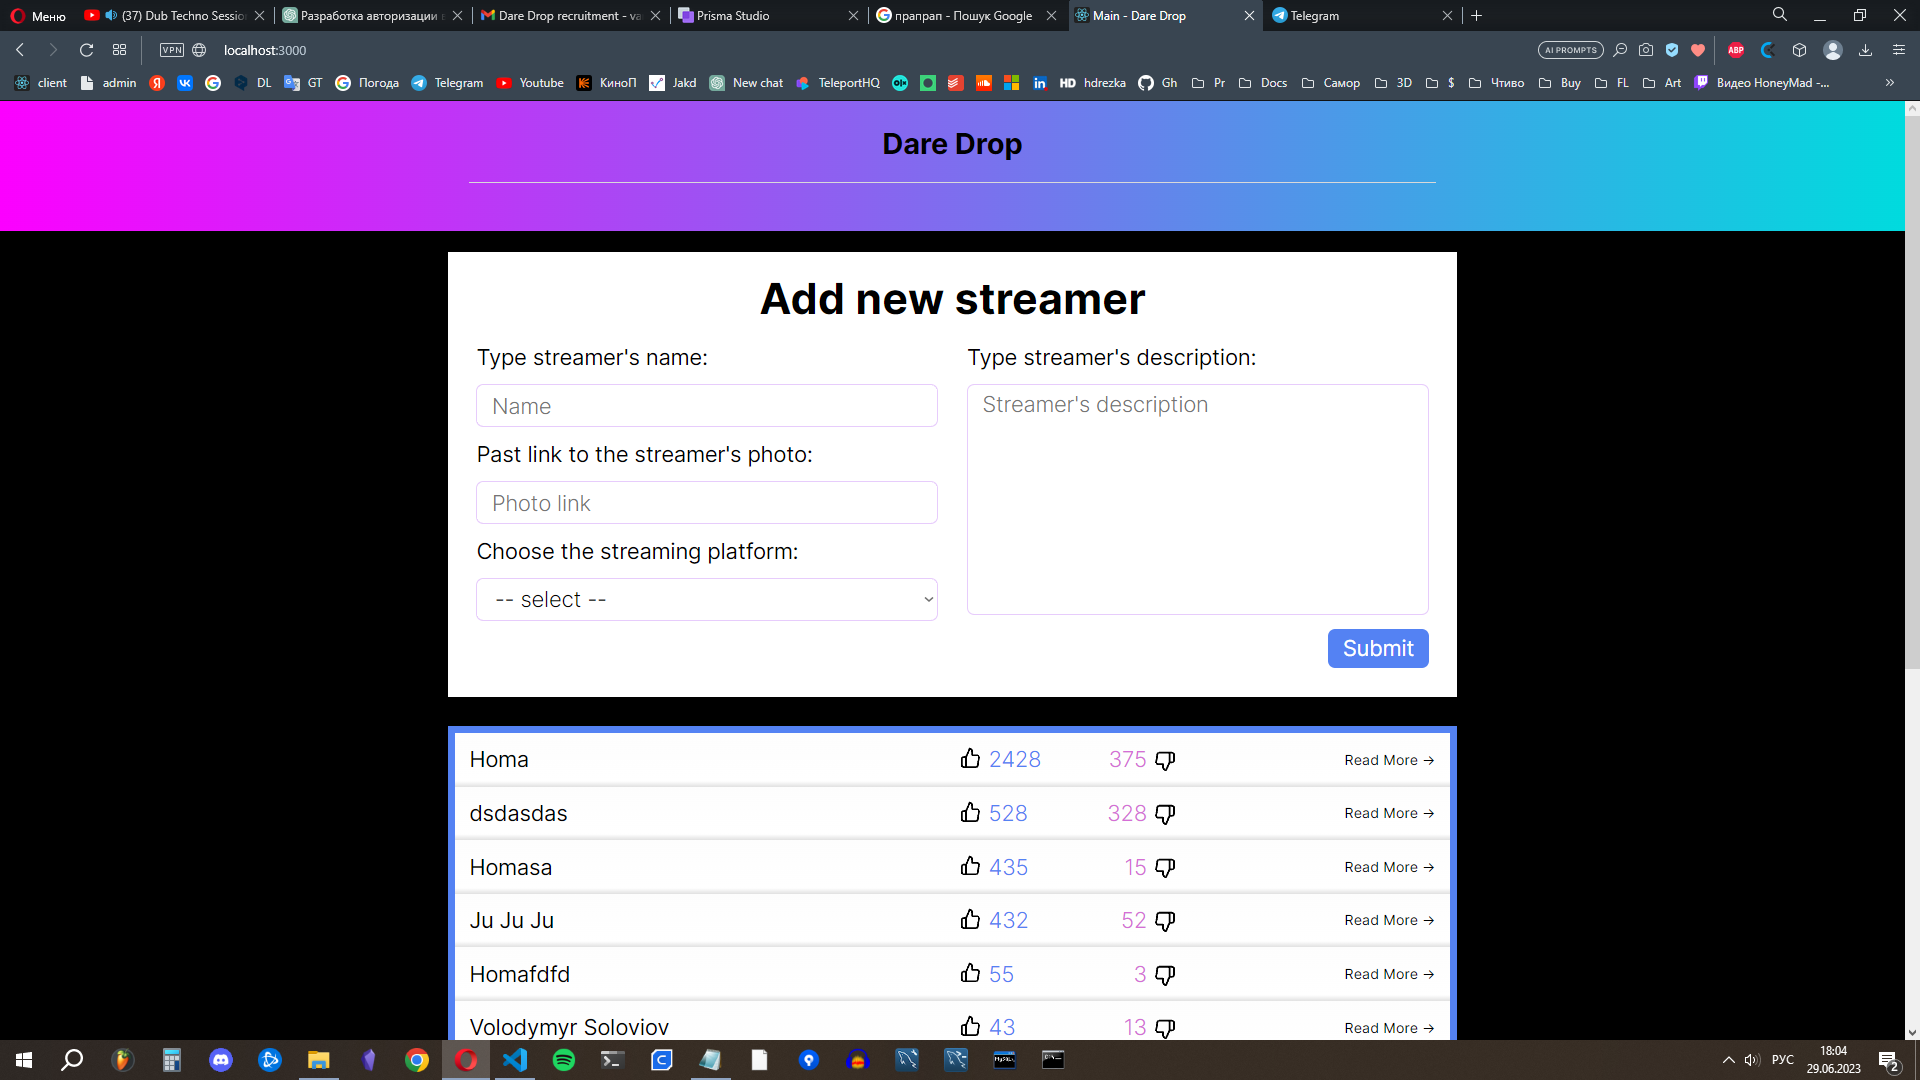 Меню
(37) Dub Techno Sessio
Разработка авторизации в
Dare Drop recruitment - va
Prisma Studio
прапрап - Пошук Google
Main - Dare Drop
Telegram
VPN
localhost:3000
AI PROMPTS
ABP
client
admin
DL
GT
Погода
Telegram
Youtube
КиноП
Jakd
New chat
TeleportHQ
HD hdrezka
Gh
Pr
Docs
Самор
3D
$
Чтиво
Buy
FL
Art
Видео HoneyMad -...
Dare Drop
Add new streamer
Type streamer's name:
Name
Past link to the streamer's photo:
Photo link
Choose the streaming platform:
-- select --
Type streamer's description:
Streamer's description
Submit
Homa 2428 375 Read More →
dsdasdas 528 328 Read More →
Homasa 435 15 Read More →
Ju Ju Ju 432 52 Read More →
Homafdfd 55 3 Read More →
Volodymyr Soloviov 43 13 Read More →
РУС
18:04
29.06.2023
2